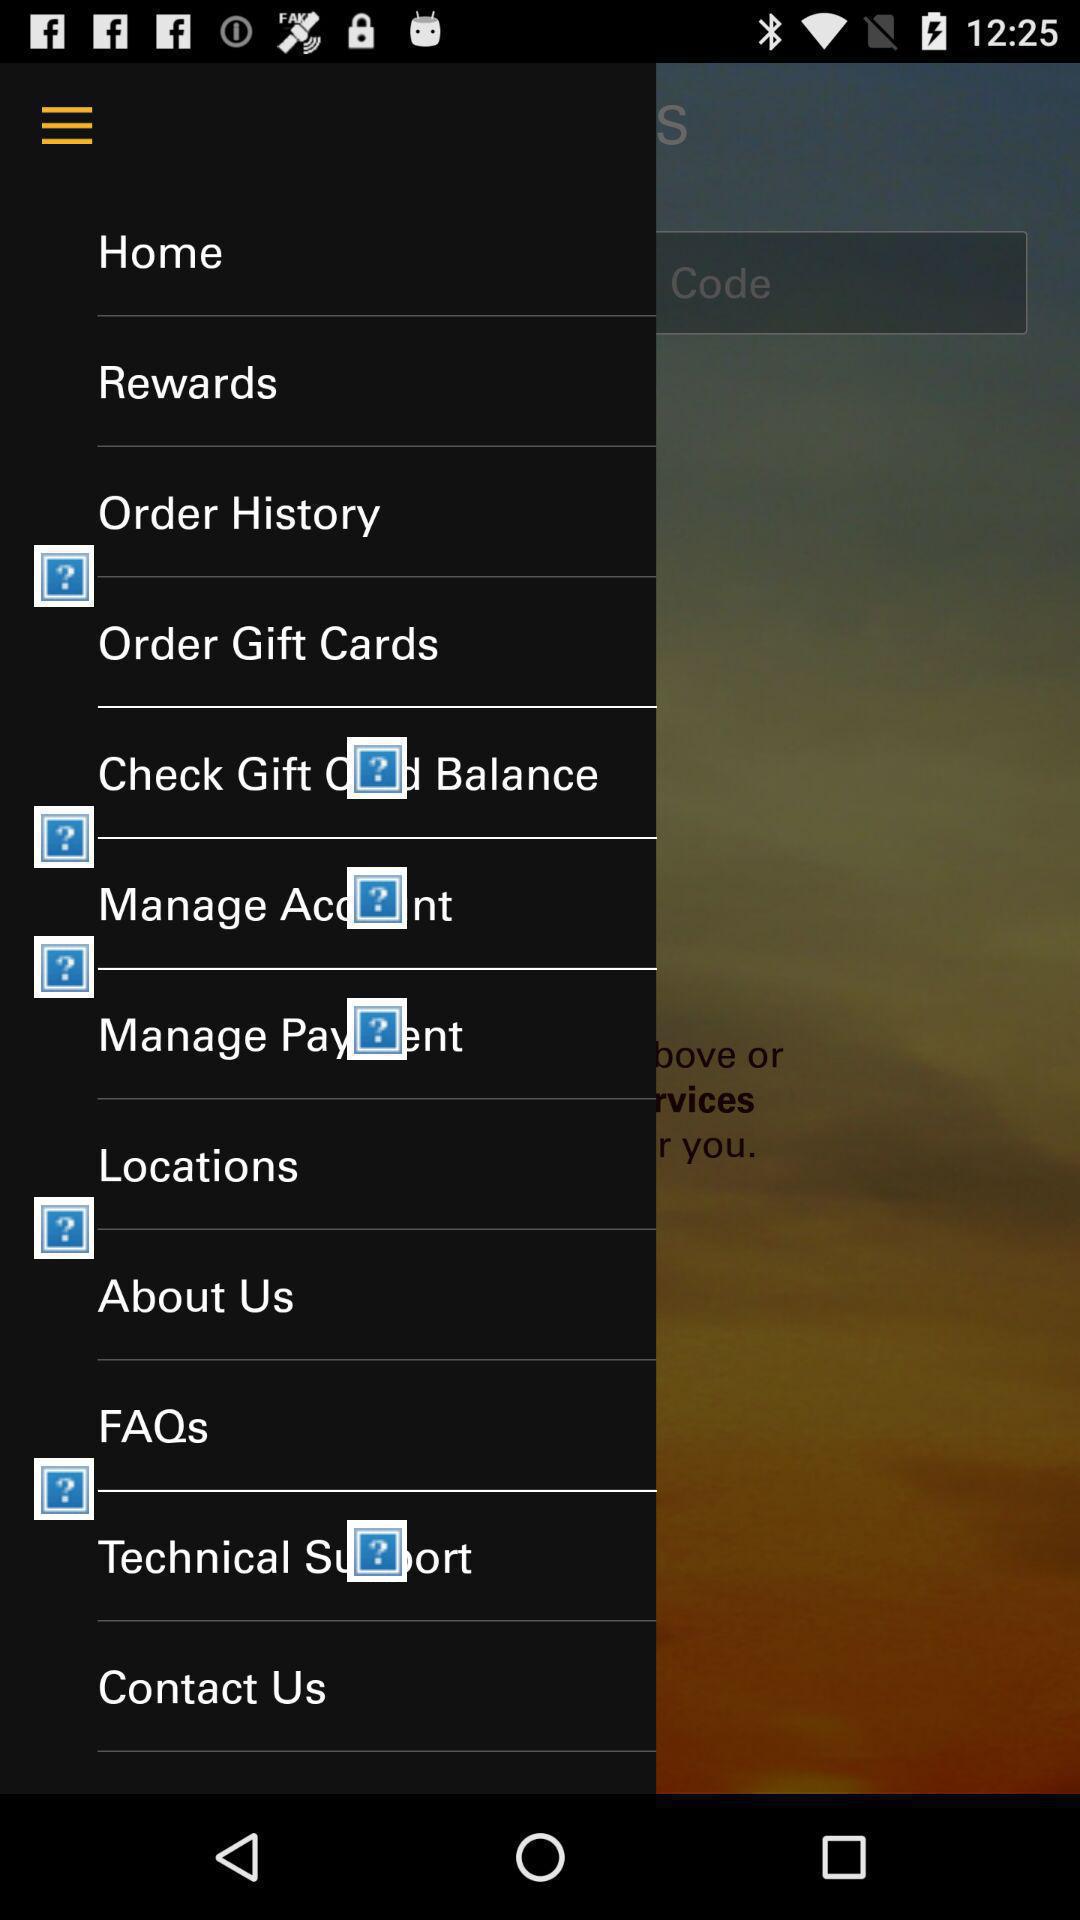 FAKE
12:25
S
Home
Code
Rewards
Order History
Order Gift Cards
Check Gift C d Balance
Manage Acc nt
Manage Pay ent
bove or
rvices
r you.
Locations
About Us
FAQs
Technical Su port
Contact Us